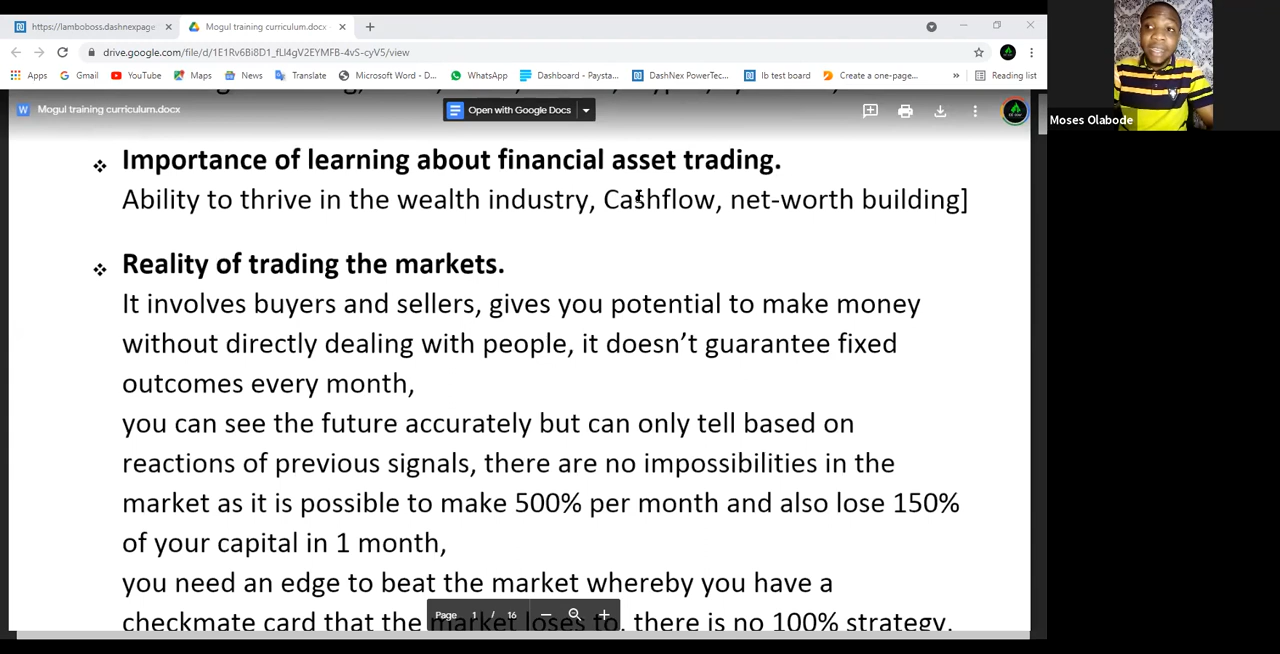 https://lamboboss.dashnexpage
Mogul training curriculum.docx
drive.google.com/file/d/1E1Rv6Bi8D1_fLl4gV2EYMFB-4vS-cyV5/view
Apps Gmail YouTube Maps News Translate Microsoft Word - D... WhatsApp Dashboard - Paysta... DashNex PowerTec... lb test board Create a one-page... » Reading list
Mogul training curriculum.docx
Open with Google Docs
Moses Olabode
❖ Importance of learning about financial asset trading.
Ability to thrive in the wealth industry, Cashflow, net-worth building]
❖ Reality of trading the markets.
It involves buyers and sellers, gives you potential to make money
without directly dealing with people, it doesn’t guarantee fixed
outcomes every month,
you can see the future accurately but can only tell based on
reactions of previous signals, there are no impossibilities in the
market as it is possible to make 500% per month and also lose 150%
of your capital in 1 month,
you need an edge to beat the market whereby you have a
checkmate card that the market loses to, there is no 100% strategy,
Page 1 / 16